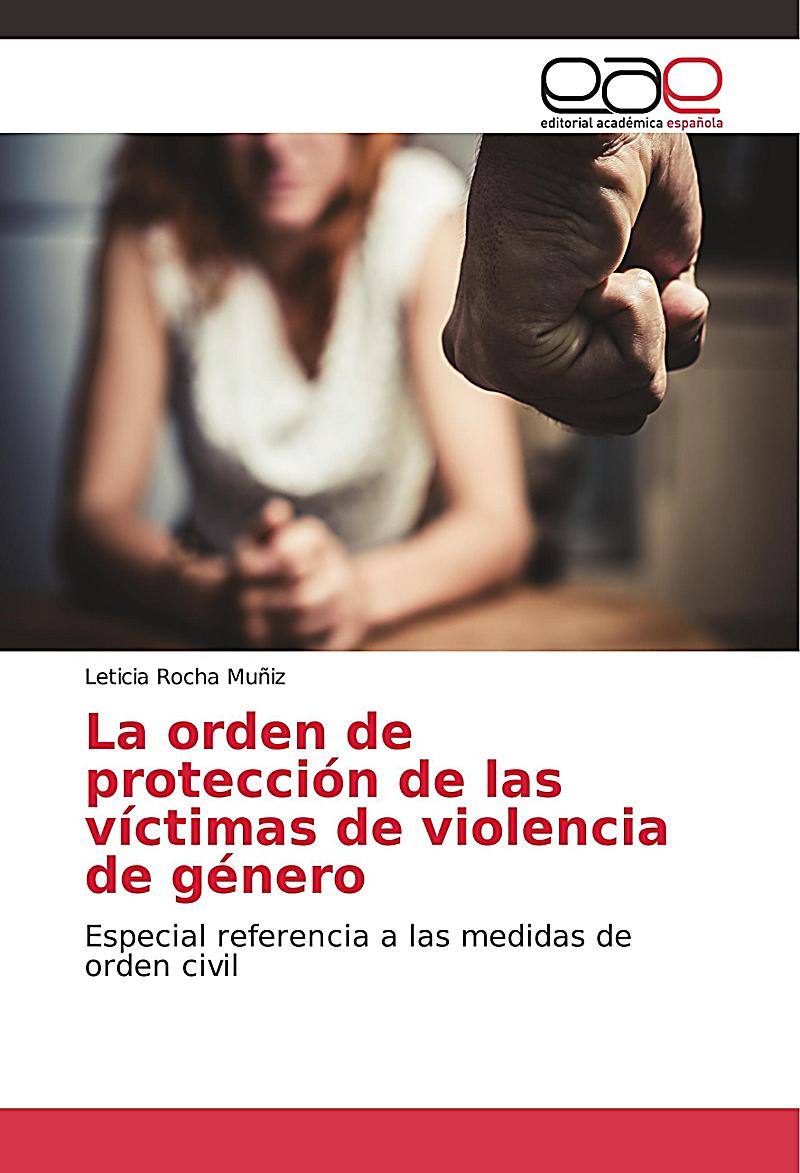 eae
editorial académica española
Leticia Rocha Muñiz
La orden de
protección de las
víctimas de violencia
de género
Especial referencia a las medidas de
orden civil